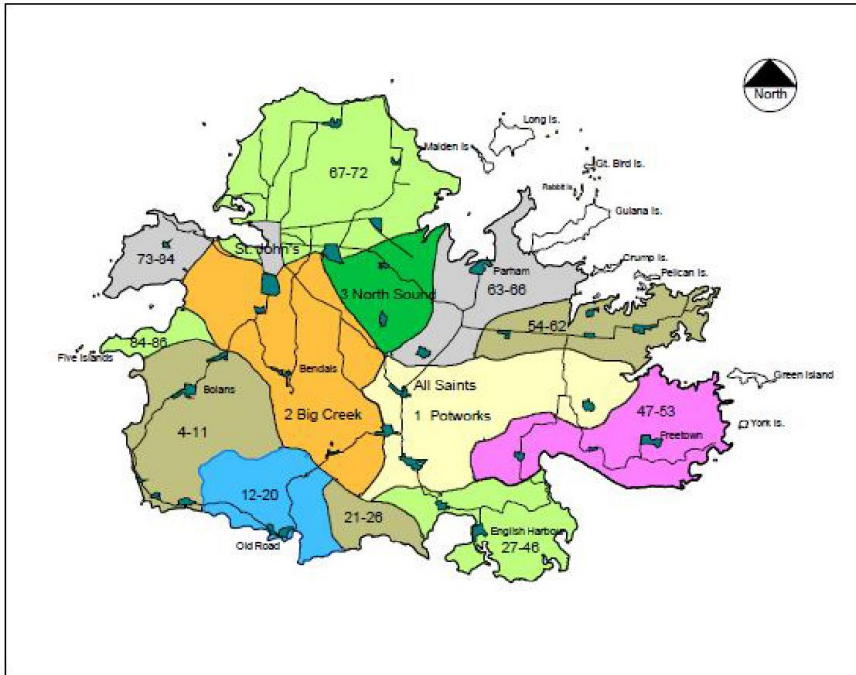 North
Long Is.
Maiden Is
Gt. Bird Is.
Rabbit Is.
67-72
Guiana Is.
St. John's
73-84
Parham
Crump Is.
Pelican Is.
3 North Sound
63-66
54-62
84-86
Five Islands
Bendals
Green Island
Bolans
All Saints
47-53
2 Big Creek
1 Potworks
York Is.
4-11
Freetown
12-20
21-26
English Harbour
Old Road
27-46